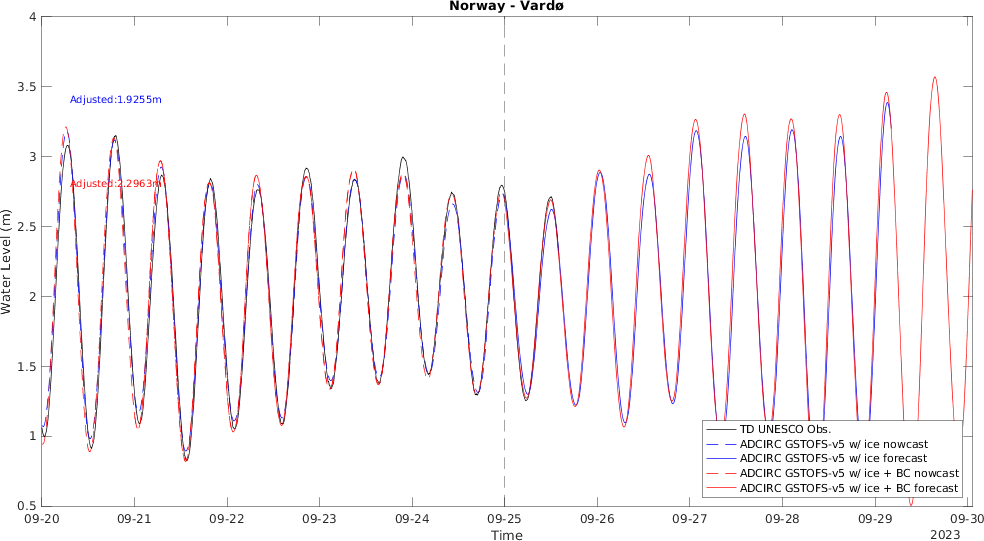 Norway - Vardø
4
3.5
3
2.5
2
1.5
1
0.5
Water Level (m)
Adjusted:1.9255m
Adjusted:2.2963m
TD UNESCO Obs.
ADCIRC GSTOFS-v5 w/ ice nowcast
ADCIRC GSTOFS-v5 w/ ice forecast
ADCIRC GSTOFS-v5 w/ ice + BC nowcast
ADCIRC GSTOFS-v5 w/ ice + BC forecast
09-20 09-21 09-22 09-23 09-24 09-25 09-26 09-27 09-28 09-29 09-30
Time
2023